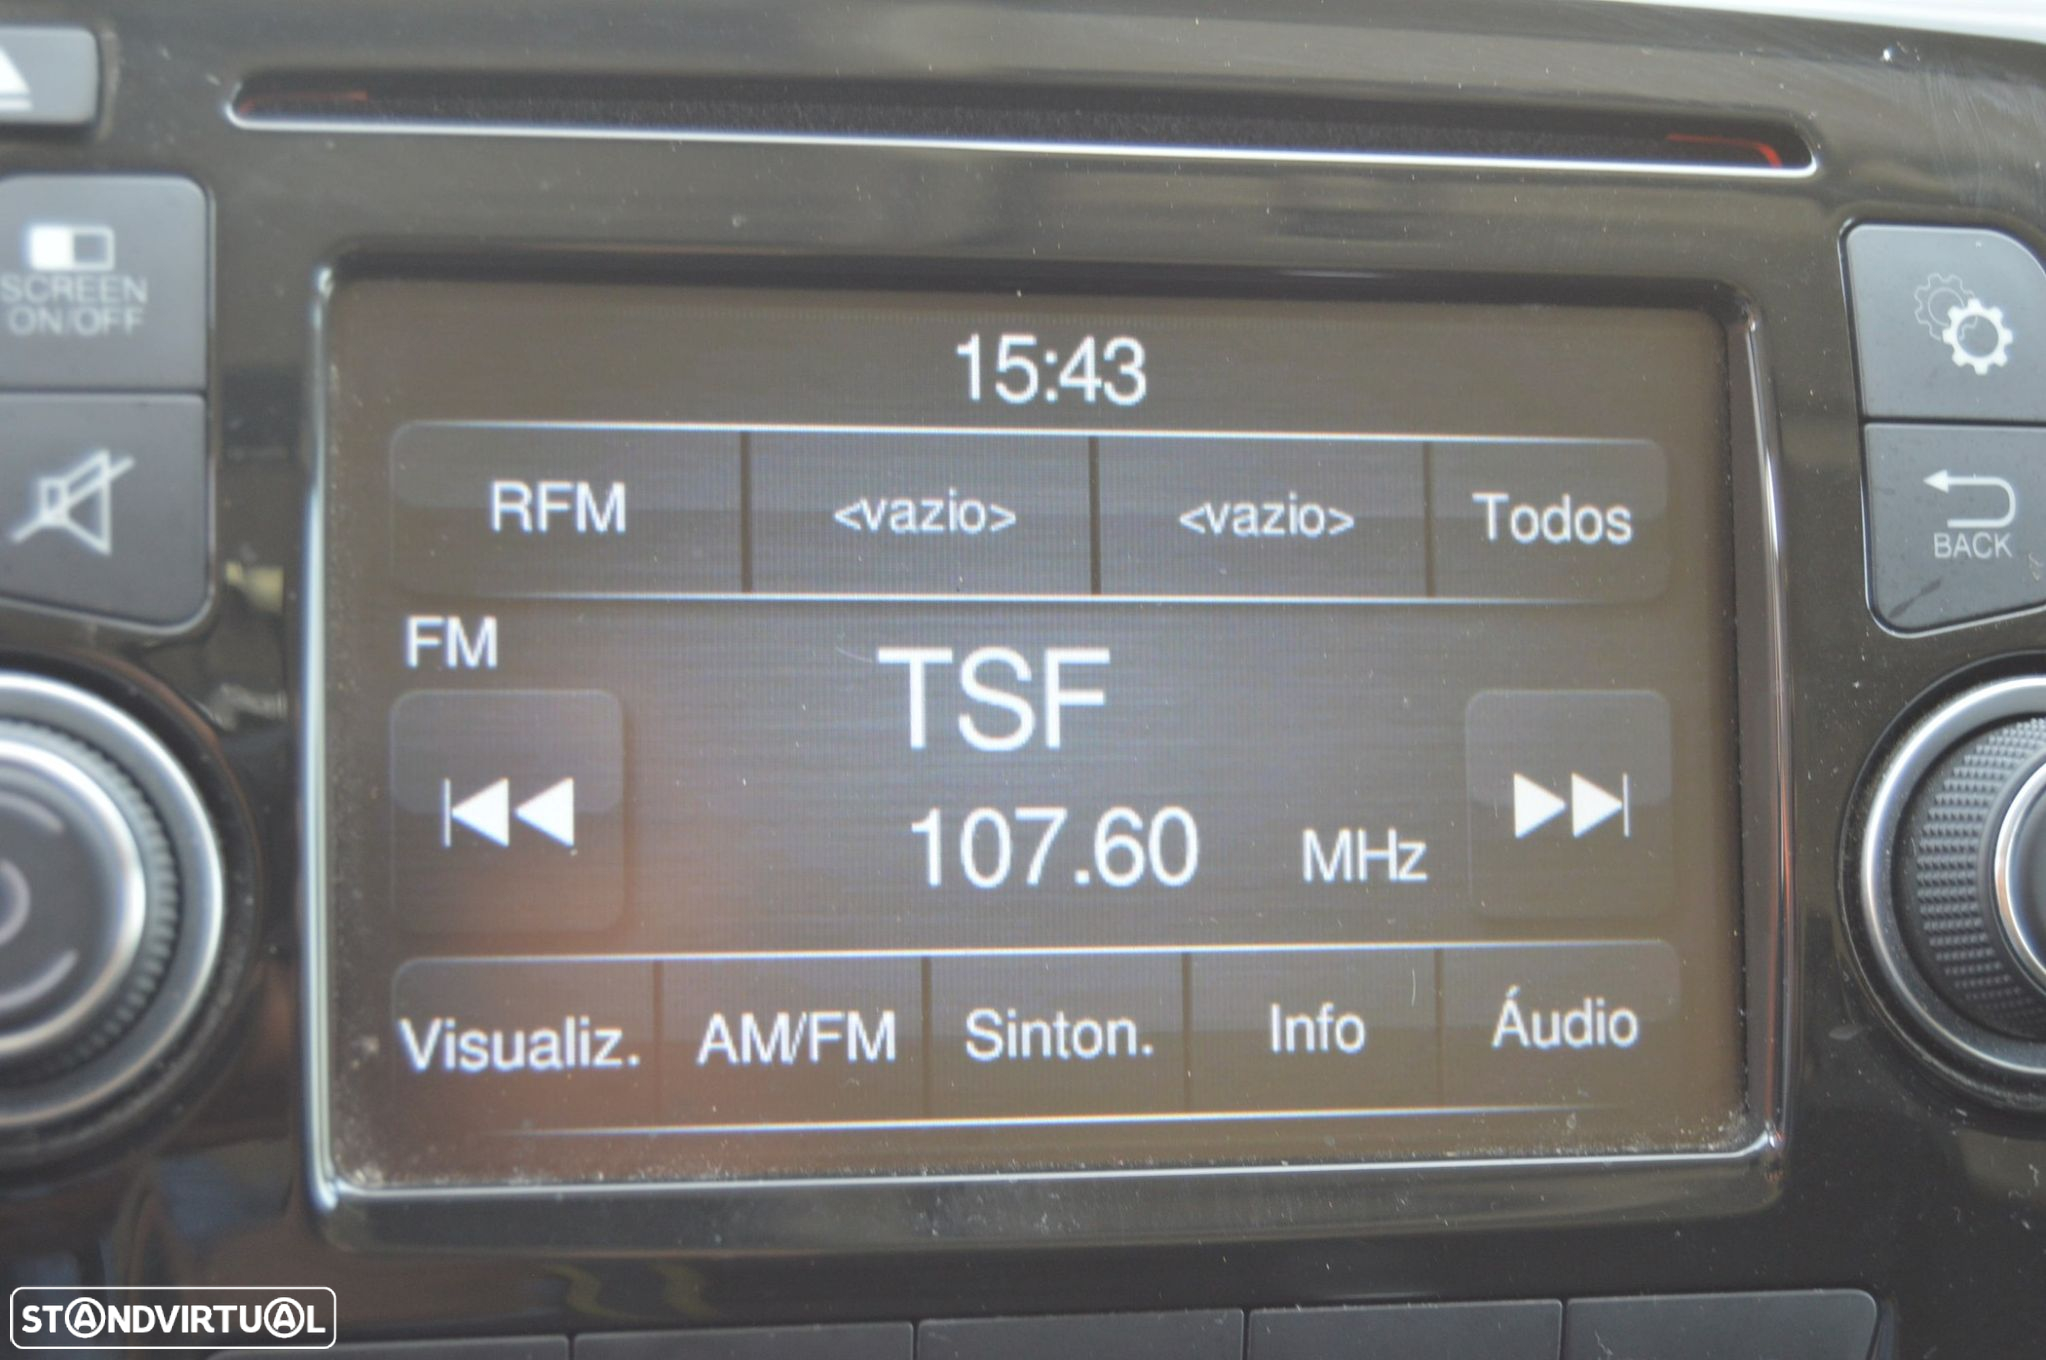 SCREEN
ON/OFF
15:43
RFM <vazio> <vazio> Todos
BACK
FM
TSF
107.60 MHz
Visualiz. AM/FM Sinton. Info Áudio
STANDVIRTUAL